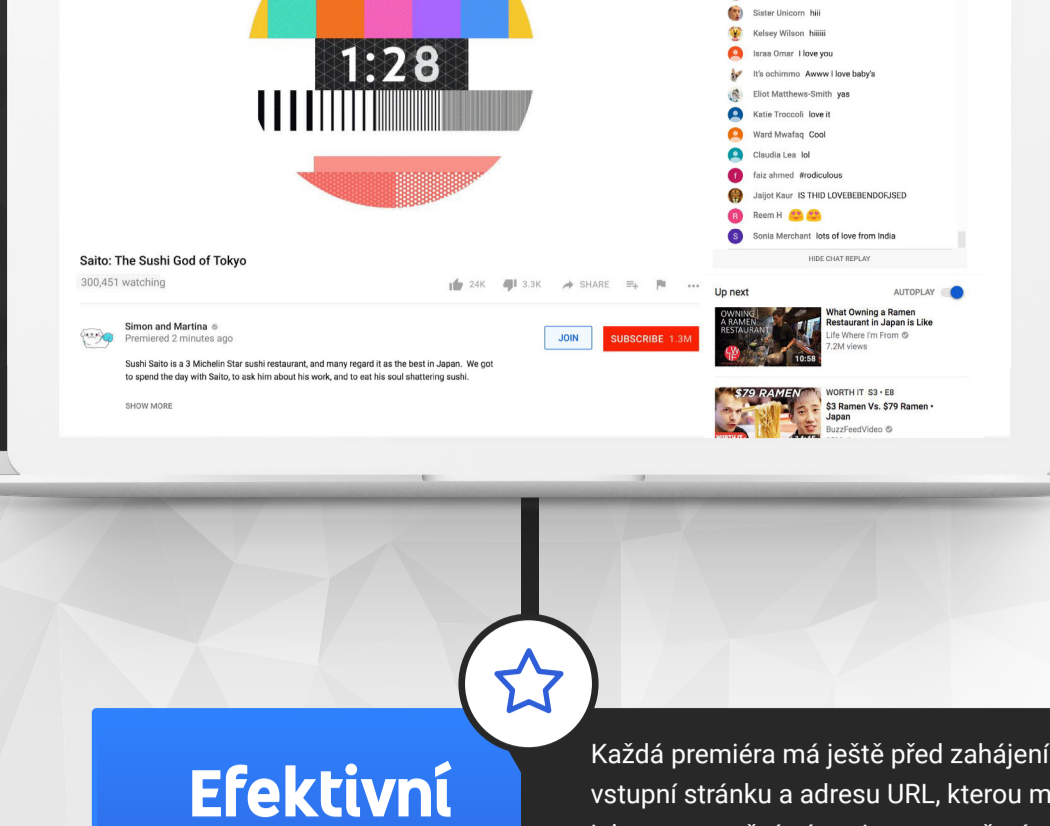 Sister Unicorn hiii
Kelsey Wilson hiiiiii
Israa Omar I love you
It's ochimmo Awww I love baby's
Eliot Matthews-Smith yas
Katie Troccoli love it
Ward Mwafaq Cool
Claudia Lea lol
f faiz ahmed #rodiculous
Jaijot Kaur IS THID LOVEBEBENDOFJSED
R Reem H 😍 😍
S Sonia Merchant lots of love from India
HIDE CHAT REPLAY
1:28
Saito: The Sushi God of Tokyo
300,451 watching
24K 3.3K SHARE
Simon and Martina
Premiered 2 minutes ago
JOIN SUBSCRIBE 1.3M
Sushi Saito is a 3 Michelin Star sushi restaurant, and many regard it as the best in Japan. We got
to spend the day with Saito, to ask him about his work, and to eat his soul shattering sushi.
SHOW MORE
Up next AUTOPLAY
OWNING
A RAMEN
RESTAURANT
10:58
What Owning a Ramen
Restaurant in Japan is Like
Life Where I'm From
7.2M views
$79 RAMEN
WORTH IT
WORTH IT S3 • E8
$3 Ramen Vs. $79 Ramen •
Japan
BuzzFeedVideo
Efektivní
Každá premiéra má ještě před zahájení
vstupní stránku a adresu URL, kterou m